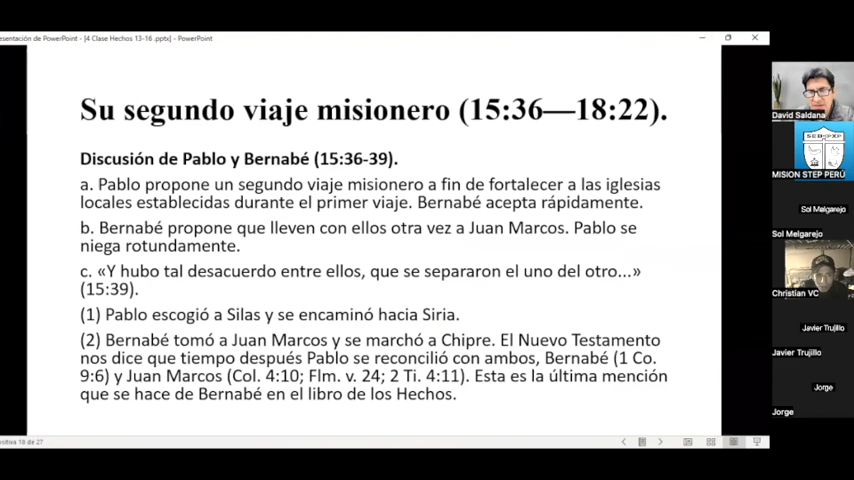 esentación de PowerPoint - [4 Clase Hechos 13-16 .pptx] - PowerPoint
Su segundo viaje misionero (15:36—18:22).
Discusión de Pablo y Bernabé (15:36-39).
a. Pablo propone un segundo viaje misionero a fin de fortalecer a las iglesias
locales establecidas durante el primer viaje. Bernabé acepta rápidamente.
b. Bernabé propone que lleven con ellos otra vez a Juan Marcos. Pablo se
niega rotundamente.
c. «Y hubo tal desacuerdo entre ellos, que se separaron el uno del otro...»
(15:39).
(1) Pablo escogió a Silas y se encaminó hacia Siria.
(2) Bernabé tomó a Juan Marcos y se marchó a Chipre. El Nuevo Testamento
nos dice que tiempo después Pablo se reconcilió con ambos, Bernabé (1 Co.
9:6) y Juan Marcos (Col. 4:10; Flm. v. 24; 2 Ti. 4:11). Esta es la última mención
que se hace de Bernabé en el libro de los Hechos.
ositiva 18 de 27
David Saldana
MISION STEP PERÚ
Sol Malgarejo
Sol Melgarejo
Christian VC
Javier Trujillo
Javier Trujillo
Jorge
Jorge